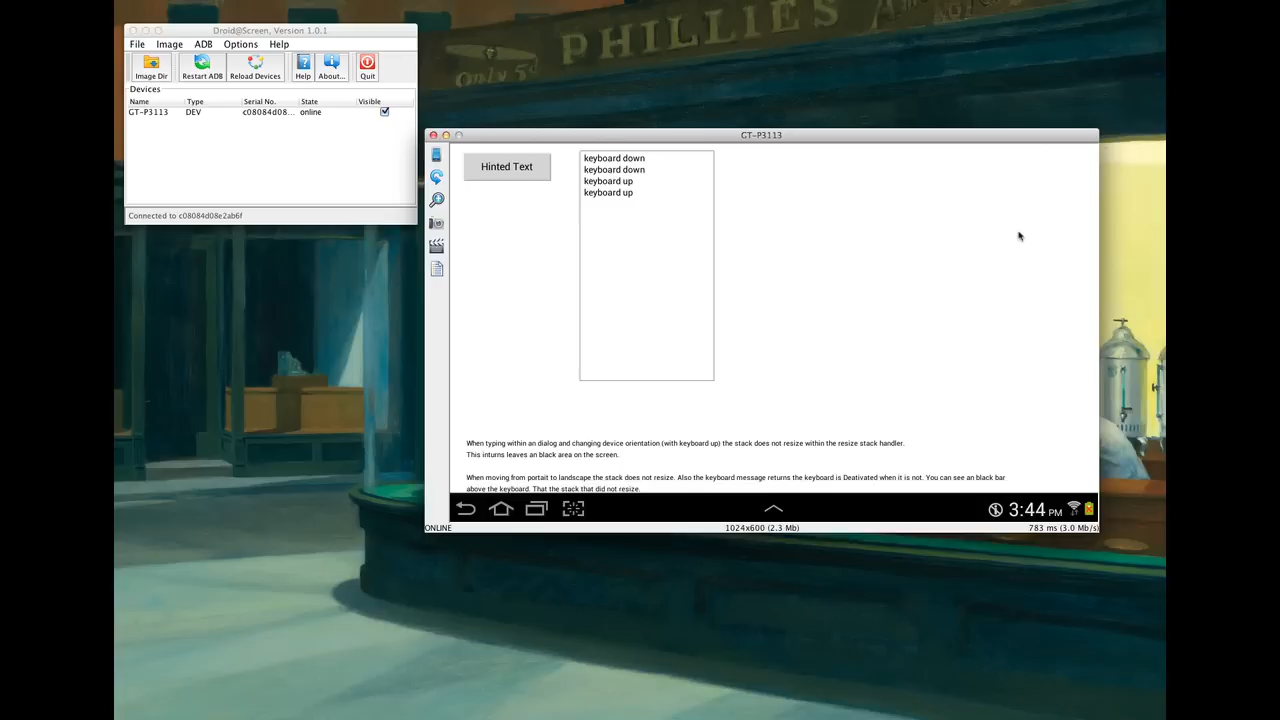 PHILLIES
Only 5¢
Droid@Screen, Version 1.0.1
File Image ADB Options Help
Image Dir Restart ADB Reload Devices Help About... Quit
Devices
Name Type Serial No. State Visible
GT-P3113 DEV c08084d08... online
Connected to c08084d08e2ab6f
GT-P3113
Hinted Text
keyboard down
keyboard down
keyboard up
keyboard up
When typing within an dialog and changing device orientation (with keyboard up) the stack does not resize within the resize stack handler.
This inturns leaves an black area on the screen.
When moving from portait to landscape the stack does not resize. Also the keyboard message returns the keyboard is Deativated when it is not. You can see an black bar
above the keyboard. That the stack that did not resize.
3:44 PM
ONLINE 1024x600 (2.3 Mb) 783 ms (3.0 Mb/s)